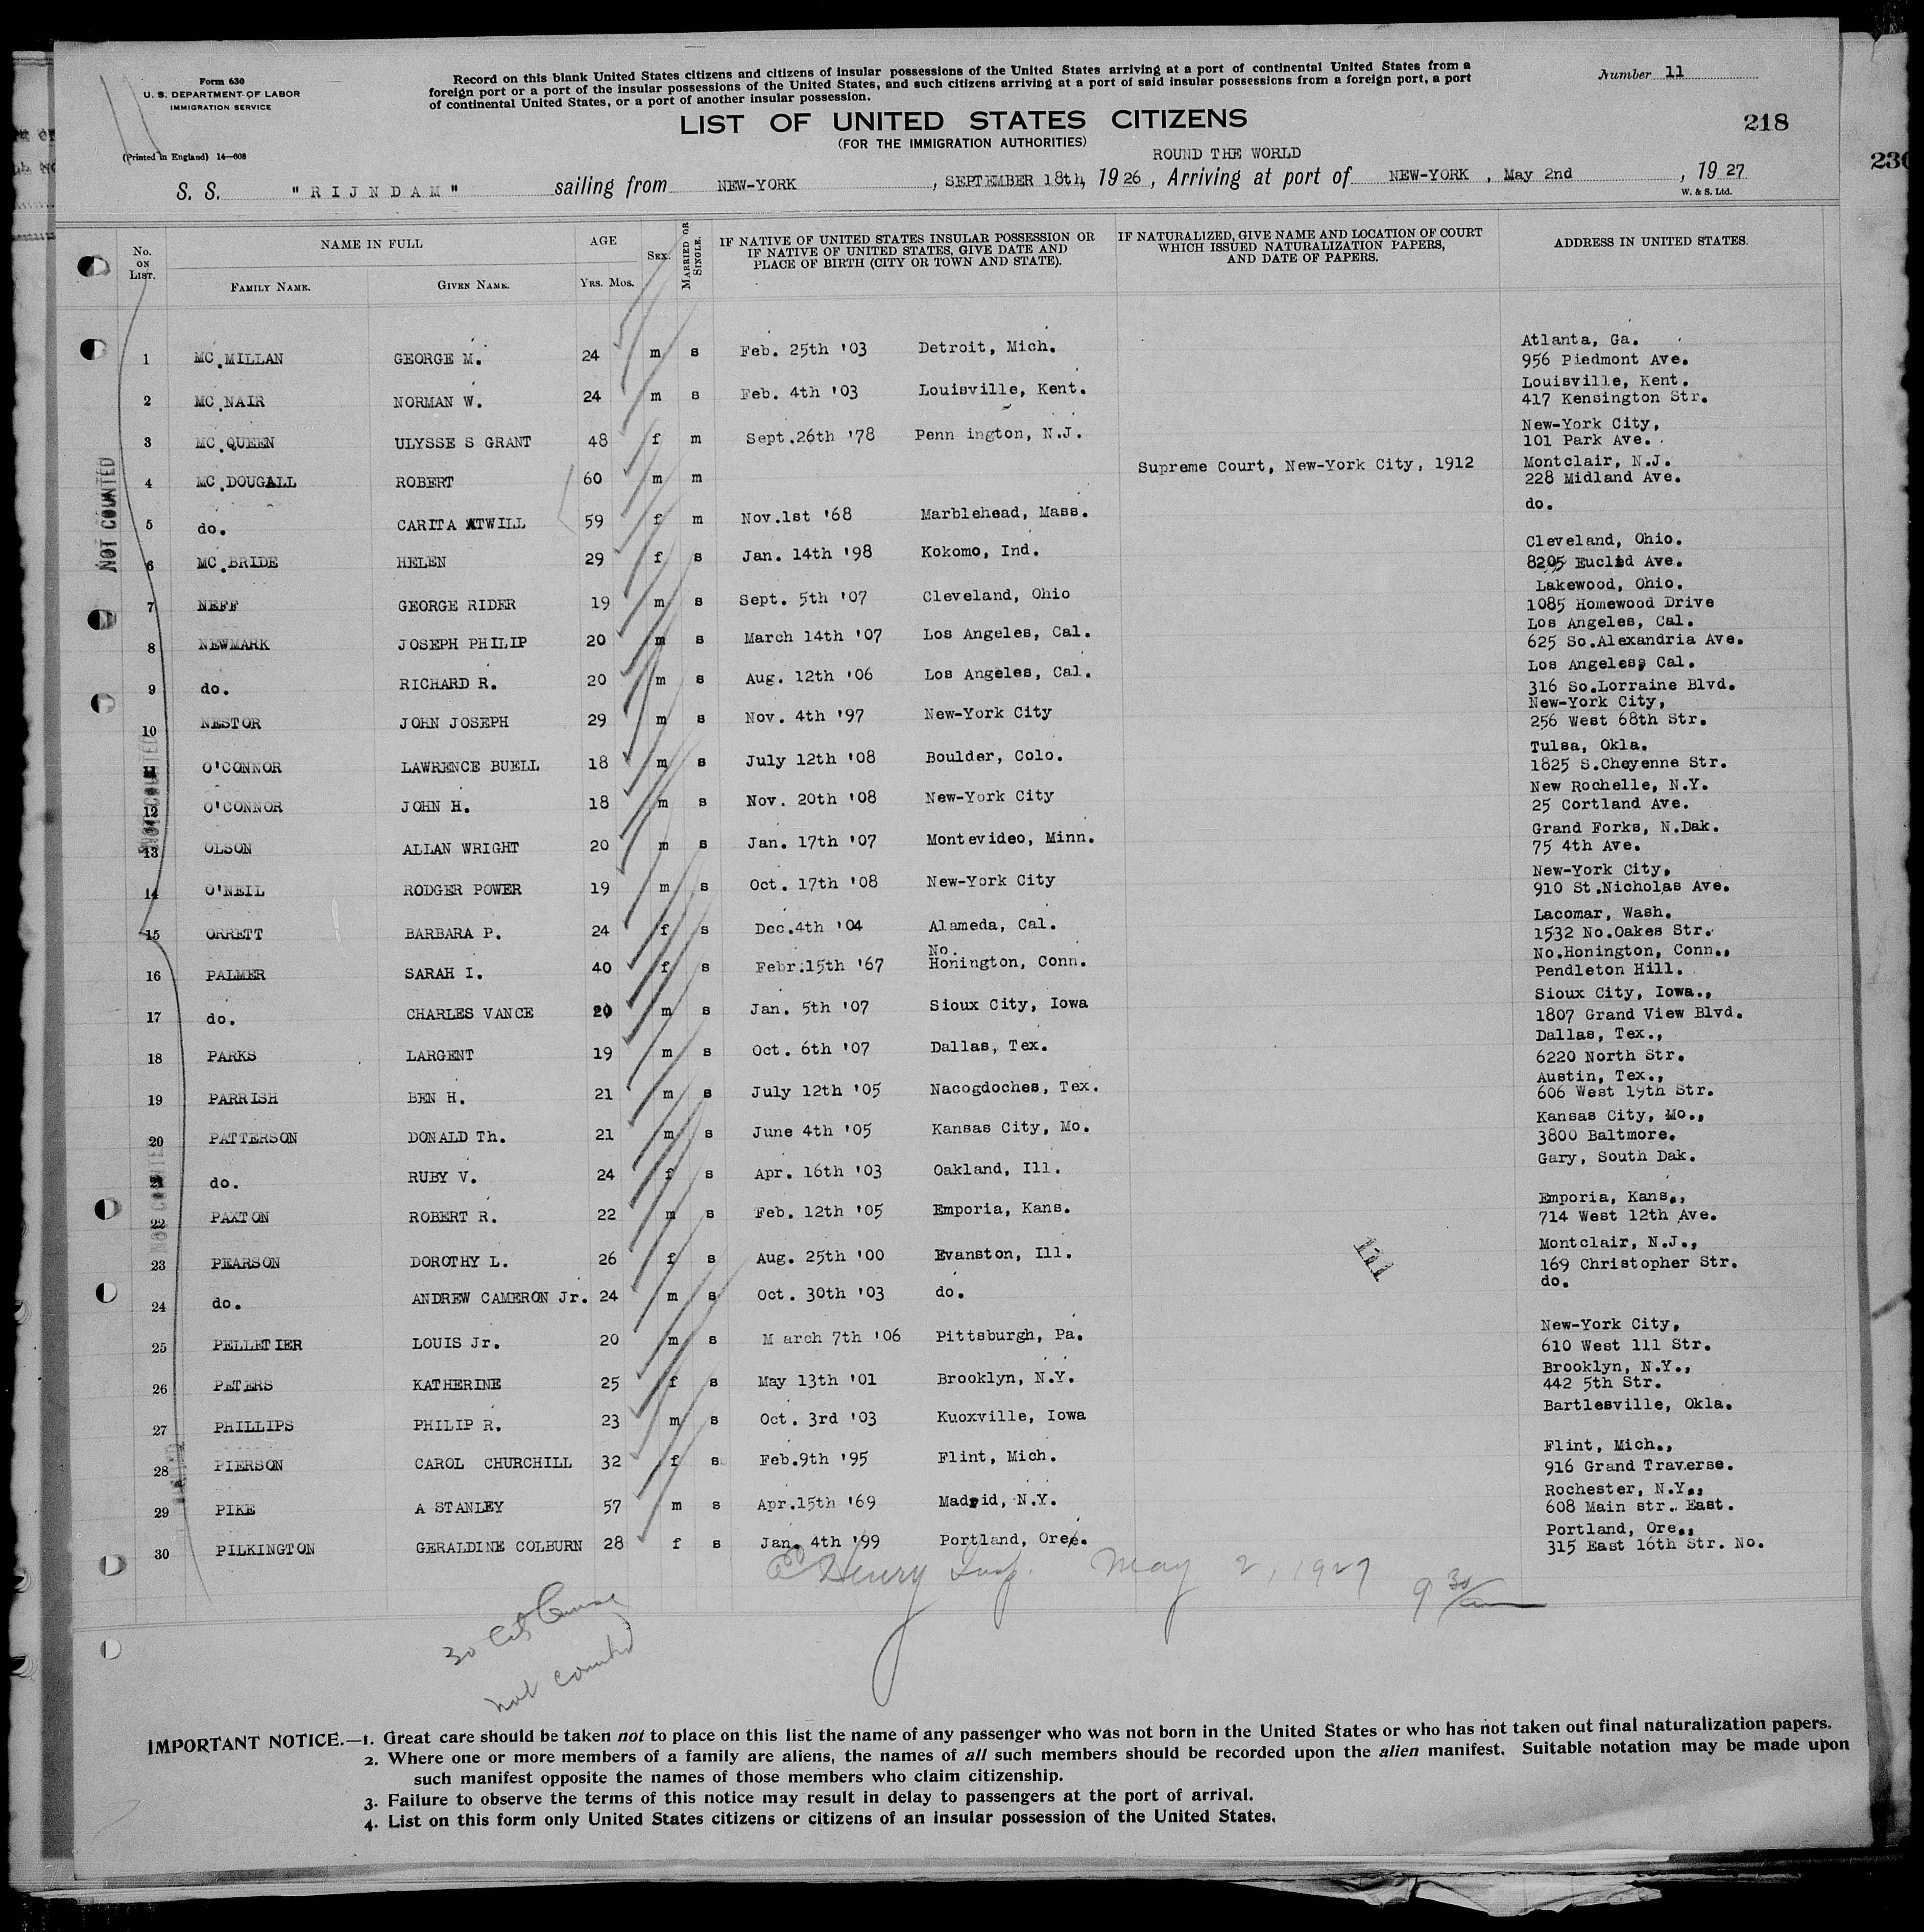 Form 630
U. S. DEPARTMENT OF LABOR
IMMIGRATION SERVICE
(Printed in England) 14—608
Record on this blank United States citizens and citizens of insular possessions of the United States arriving at a port of continental United States from a
foreign port or a port of the insular possessions of the United States, and such citizens arriving at a port of said insular possessions from a foreign port, a port
of continental United States, or a port of another insular possession.
Number 11
LIST OF UNITED STATES CITIZENS
218
230
(FOR THE IMMIGRATION AUTHORITIES)
ROUND THE WORLD
S. S. "RIJNDAM" sailing from NEW-YORK, SEPTEMBER 18th, 1926, Arriving at port of NEW-YORK, May 2nd, 1927
W. & S. Ltd.
No. ON LIST. NAME IN FULL FAMILY NAME. GIVEN NAME. AGE YRS. MOS. SEX. MARRIED OR SINGLE. IF NATIVE OF UNITED STATES INSULAR POSSESSION OR IF NATIVE OF UNITED STATES, GIVE DATE AND PLACE OF BIRTH (CITY OR TOWN AND STATE). IF NATURALIZED, GIVE NAME AND LOCATION OF COURT WHICH ISSUED NATURALIZATION PAPERS, AND DATE OF PAPERS. ADDRESS IN UNITED STATES.
1 MC.MILLAN GEORGE M. 24 m s Feb. 25th '03 Detroit, Mich. Atlanta, Ga. 956 Piedmont Ave.
2 MC.NAIR NORMAN W. 24 m s Feb. 4th '03 Louisville, Kent. Louisville, Kent. 417 Kensington Str.
3 MC.QUEEN ULYSSE S GRANT 48 f m Sept.26th '78 Penn ington, N.J. New-York City, 101 Park Ave.
4 MC.DOUGALL ROBERT 60 m m Supreme Court, New-York City, 1912 Montclair, N.J. 228 Midland Ave.
5 do. CARITA ATWILL 59 f m Nov.1st '68 Marblehead, Mass. do.
6 MC.BRIDE HELEN 29 f s Jan. 14th '98 Kokomo, Ind. Cleveland, Ohio. 8205 Euclid Ave.
7 NEFF GEORGE RIDER 19 m s Sept. 5th '07 Cleveland, Ohio Lakewood, Ohio. 1085 Homewood Drive
8 NEWMARK JOSEPH PHILIP 20 m s March 14th '07 Los Angeles, Cal. Los Angeles, Cal. 625 So.Alexandria Ave.
9 do. RICHARD R. 20 m s Aug. 12th '06 Los Angeles, Cal. Los Angeles, Cal. 316 So.Lorraine Blvd.
10 NESTOR JOHN JOSEPH 29 m s Nov. 4th '97 New-York City New-York City, 256 West 68th Str.
11 O'CONNOR LAWRENCE BUELL 18 m s July 12th '08 Boulder, Colo. Tulsa, Okla. 1825 S.Cheyenne Str.
12 O'CONNOR JOHN H. 18 m s Nov. 20th '08 New-York City New Rochelle, N.Y. 25 Cortland Ave.
13 OLSON ALLAN WRIGHT 20 m s Jan. 17th '07 Montevideo, Minn. Grand Forks, N.Dak. 75 4th Ave.
14 O'NEIL RODGER POWER 19 m s Oct. 17th '08 New-York City New-York City, 910 St.Nicholas Ave.
15 ORRETT BARBARA P. 24 f s Dec.4th '04 Alameda, Cal. Lacomar, Wash. 1532 No.Oakes Str.
16 PALMER SARAH I. 40 f s Febr.15th '67 No. Honington, Conn. No.Honington, Conn., Pendleton Hill.
17 do. CHARLES VANCE 20 m s Jan. 5th '07 Sioux City, Iowa Sioux City, Iowa., 1807 Grand View Blvd.
18 PARKS LARGENT 19 m s Oct. 6th '07 Dallas, Tex. Dallas, Tex., 6220 North Str.
19 PARRISH BEN H. 21 m s July 12th '05 Nacogdoches, Tex. Austin, Tex., 606 West 19th Str.
20 PATTERSON DONALD Th. 21 m s June 4th '05 Kansas City, Mo. Kansas City, Mo., 3800 Baltmore.
21 do. RUBY V. 24 f s Apr. 16th '03 Oakland, Ill. Gary, South Dak.
22 PAXTON ROBERT R. 22 m s Feb. 12th '05 Emporia, Kans. Emporia, Kans., 714 West 12th Ave.
23 PEARSON DOROTHY L. 26 f s Aug. 25th '00 Evanston, Ill. Montclair, N.J., 169 Christopher Str.
24 do. ANDREW CAMERON Jr. 24 m s Oct. 30th '03 do. do.
25 PELLETIER LOUIS Jr. 20 m s M arch 7th '06 Pittsburgh, Pa. New-York City, 610 West 111 Str.
26 PETERS KATHERINE 25 f s May 13th '01 Brooklyn, N.Y. Brooklyn, N.Y., 442 5th Str.
27 PHILLIPS PHILIP R. 23 m s Oct. 3rd '03 Kuoxville, Iowa Bartlesville, Okla.
28 PIERSON CAROL CHURCHILL 32 f s Feb.9th '95 Flint, Mich. Flint, Mich., 916 Grand Traverse.
29 PIKE A STANLEY 57 m s Apr.15th '69 Madrid, N.Y. Rochester, N.Y., 608 Main str. East.
30 PILKINGTON GERALDINE COLBURN 28 f s Jan. 4th '99 Portland, Ore. Portland, Ore., 315 East 16th Str. No.
NOT COUNTED
NOT COUNTED
NOT COUNTED
Henry Insp. May 2, 1927 9 30/am
30 Cit
not counted
IMPORTANT NOTICE.—1. Great care should be taken not to place on this list the name of any passenger who was not born in the United States or who has not taken out final naturalization papers.
2. Where one or more members of a family are aliens, the names of all such members should be recorded upon the alien manifest. Suitable notation may be made upon
such manifest opposite the names of those members who claim citizenship.
3. Failure to observe the terms of this notice may result in delay to passengers at the port of arrival.
4. List on this form only United States citizens or citizens of an insular possession of the United States.